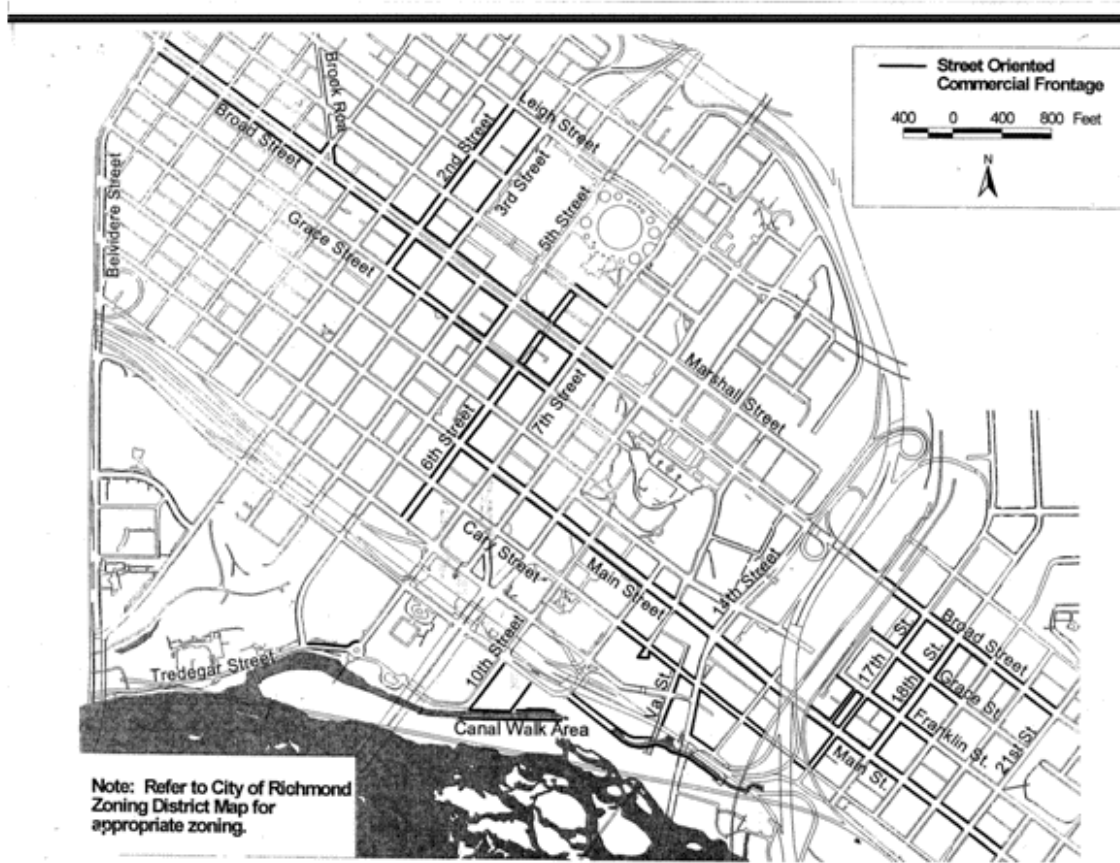 Street Oriented
Commercial Frontage
400 0 400 800 Feet
N
Brook Roa
Leigh Street
Broad Street
2nd Street
3rd Street
5th Street
Belvidere Street
Grace Street
Marshall Street
7th Street
6th Street
Cary Street
Main Street
14th Street
10th Street
Va St.
Tredegar Street
Canal Walk Area
17th
St.
18th
St.
Broad Street
Grace St.
Franklin St.
21st St
Main St.
Note: Refer to City of Richmond
Zoning District Map for
appropriate zoning.